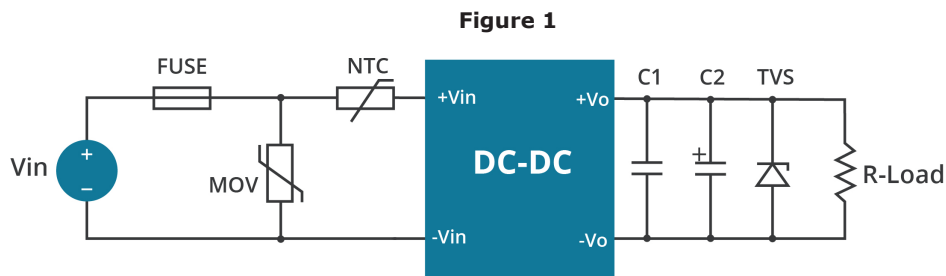 Figure 1
FUSE
NTC
C1
C2
TVS
+Vin
+Vo
+
Vin
+
−
MOV
DC-DC
R-Load
-Vin
-Vo